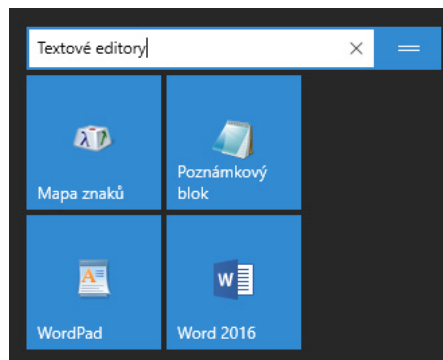 Textové editory
Mapa znaků
Poznámkový
blok
WordPad
Word 2016